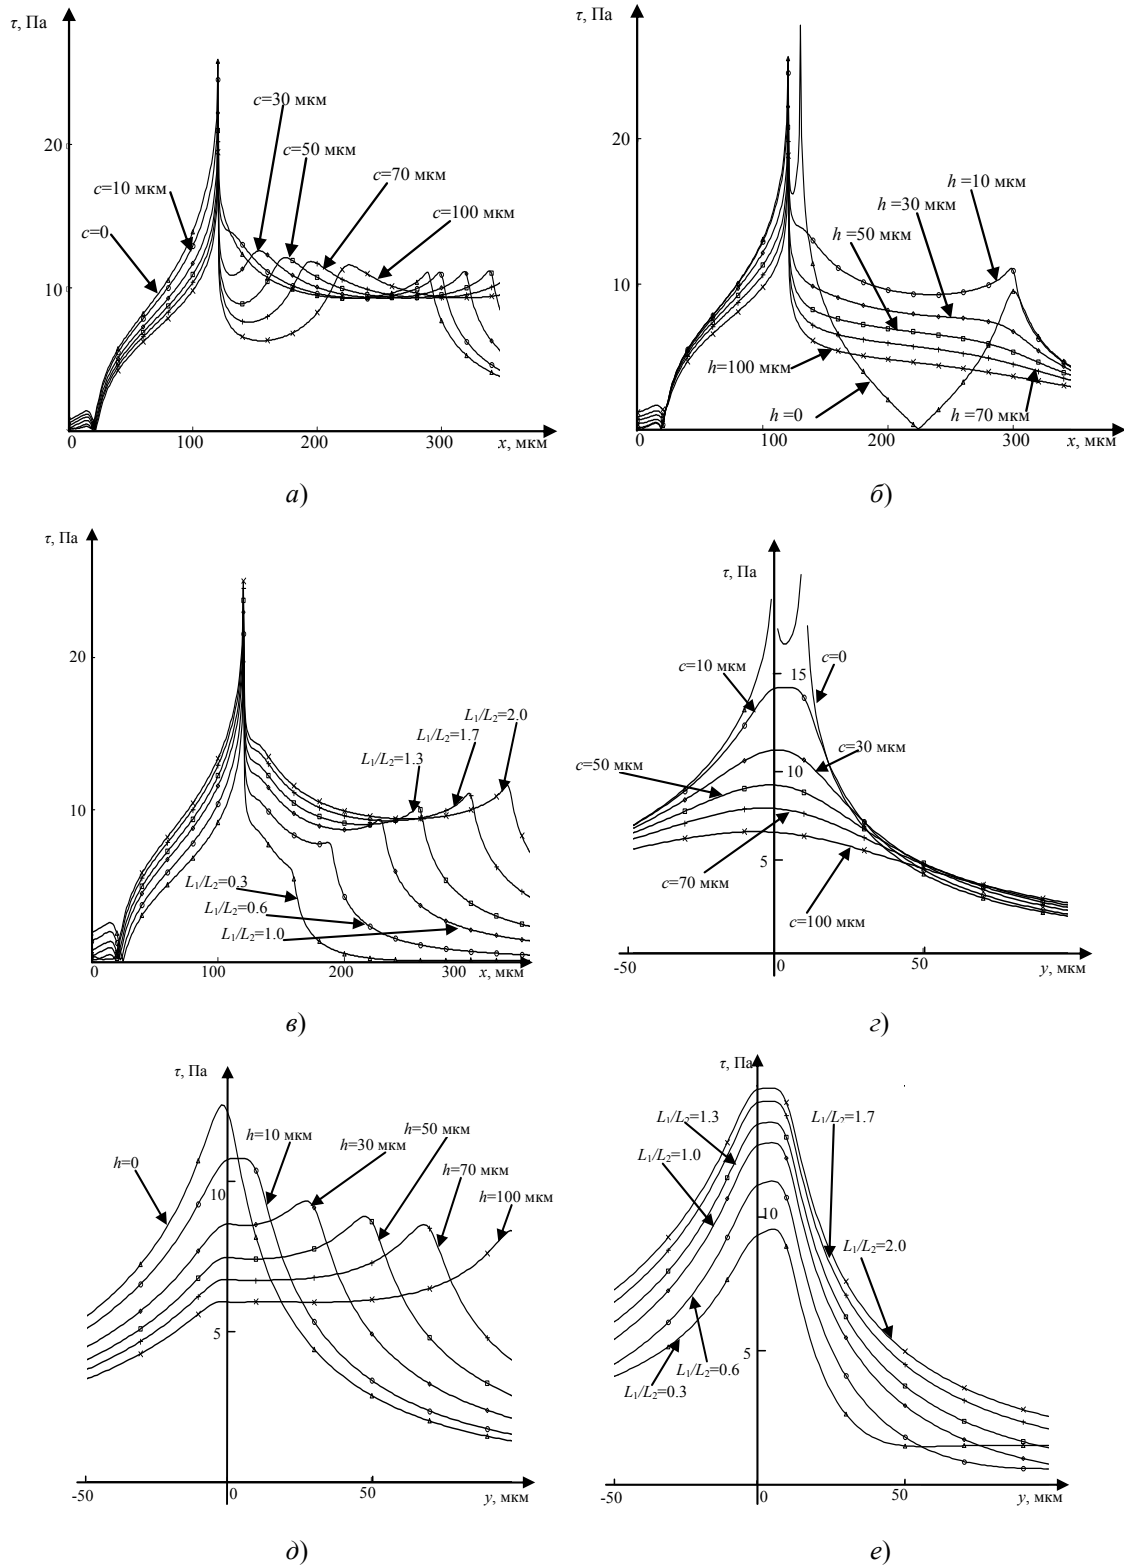 τ, Па
20
10
0
100
200
300
x, мкм
c=0
c=10 мкм
c=30 мкм
c=50 мкм
c=70 мкм
c=100 мкм
а)
τ, Па
20
10
0
100
200
300
x, мкм
h =10 мкм
h =30 мкм
h =50 мкм
h=100 мкм
h =0
h =70 мкм
б)
τ, Па
20
10
0
100
200
300
x, мкм
L1/L2=2.0
L1/L2=1.7
L1/L2=1.3
L1/L2=0.3
L1/L2=0.6
L1/L2=1.0
в)
τ, Па
15
10
5
-50
0
50
y, мкм
c=10 мкм
c=0
c=30 мкм
c=50 мкм
c=70 мкм
c=100 мкм
г)
τ, Па
10
5
-50
0
50
y, мкм
h=0
h=10 мкм
h=30 мкм
h=50 мкм
h=70 мкм
h=100 мкм
д)
τ, Па
10
5
-50
0
50
y, мкм
L1/L2=1.3
L1/L2=1.7
L1/L2=1.0
L1/L2=2.0
L1/L2=0.6
L1/L2=0.3
е)